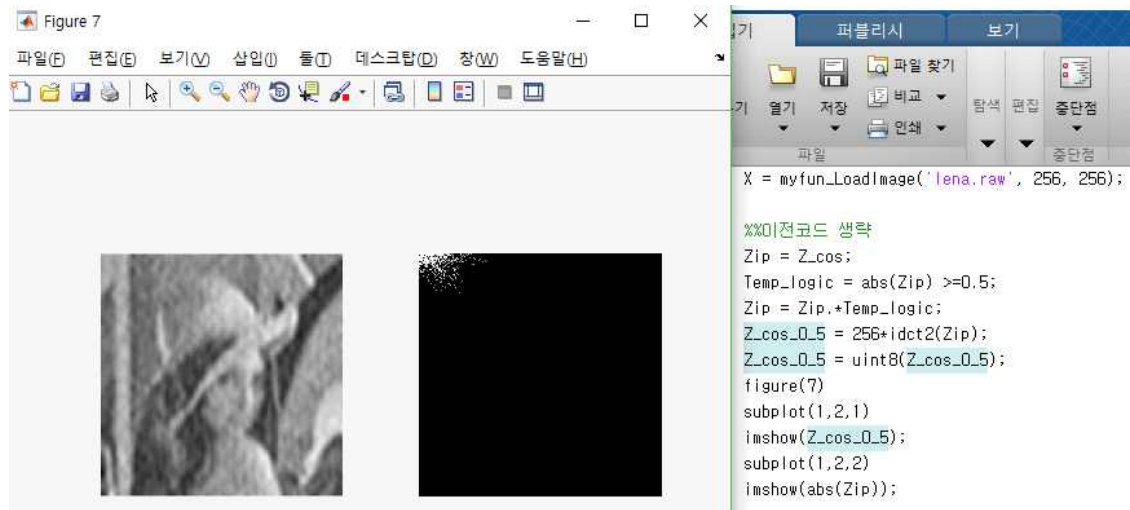 Figure 7
파일(F) 편집(E) 보기(V) 삽입(I) 툴(T) 데스크탑(D) 창(W) 도움말(H)
퍼블리시 보기
파일 찾기
열기 저장 비교 탐색 편집 중단점
인쇄
파일 중단점
X = myfun_LoadImage('lena.raw', 256, 256);
%%이전코드 생략
Zip = Z_cos;
Temp_logic = abs(Zip) >=0.5;
Zip = Zip.*Temp_logic;
Z_cos_0_5 = 256*idct2(Zip);
Z_cos_0_5 = uint8(Z_cos_0_5);
figure(7)
subplot(1,2,1)
imshow(Z_cos_0_5);
subplot(1,2,2)
imshow(abs(Zip));